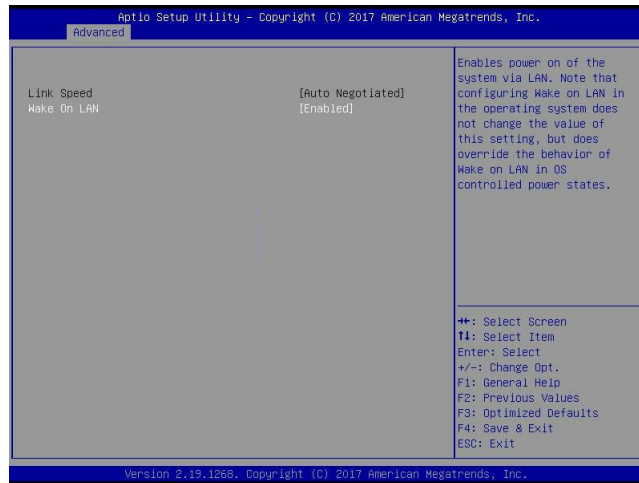 Aptio Setup Utility – Copyright (C) 2017 American Megatrends, Inc.
Advanced
Link Speed [Auto Negotiated]
Wake On LAN [Enabled]
Enables power on of the
system via LAN. Note that
configuring Wake on LAN in
the operating system does
not change the value of
this setting, but does
override the behavior of
Wake on LAN in OS
controlled power states.
→←: Select Screen
↑↓: Select Item
Enter: Select
+/-: Change Opt.
F1: General Help
F2: Previous Values
F3: Optimized Defaults
F4: Save & Exit
ESC: Exit
Version 2.19.1268. Copyright (C) 2017 American Megatrends, Inc.